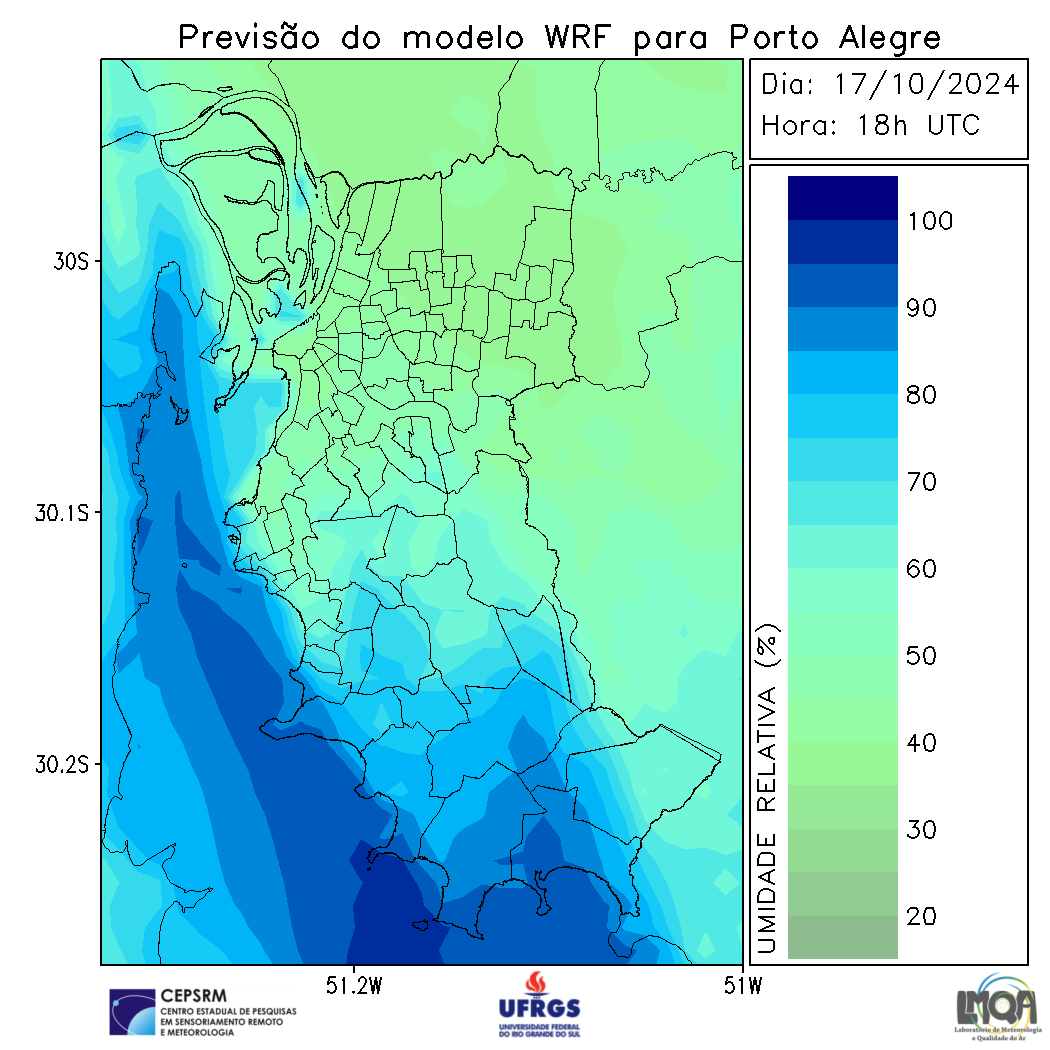 Previsão do modelo WRF para Porto Alegre
Dia: 17/10/2024
Hora: 18h UTC
30S
30.1S
30.2S
51.2W
51W
UMIDADE RELATIVA (%)
100
90
80
70
60
50
40
30
20
CEPSRM
CENTRO ESTADUAL DE PESQUISAS
EM SENSORIAMENTO REMOTO
E METEOROLOGIA
UFRGS
UNIVERSIDADE FEDERAL
DO RIO GRANDE DO SUL
LMQA
Laboratório de Meteorologia
e Qualidade do Ar